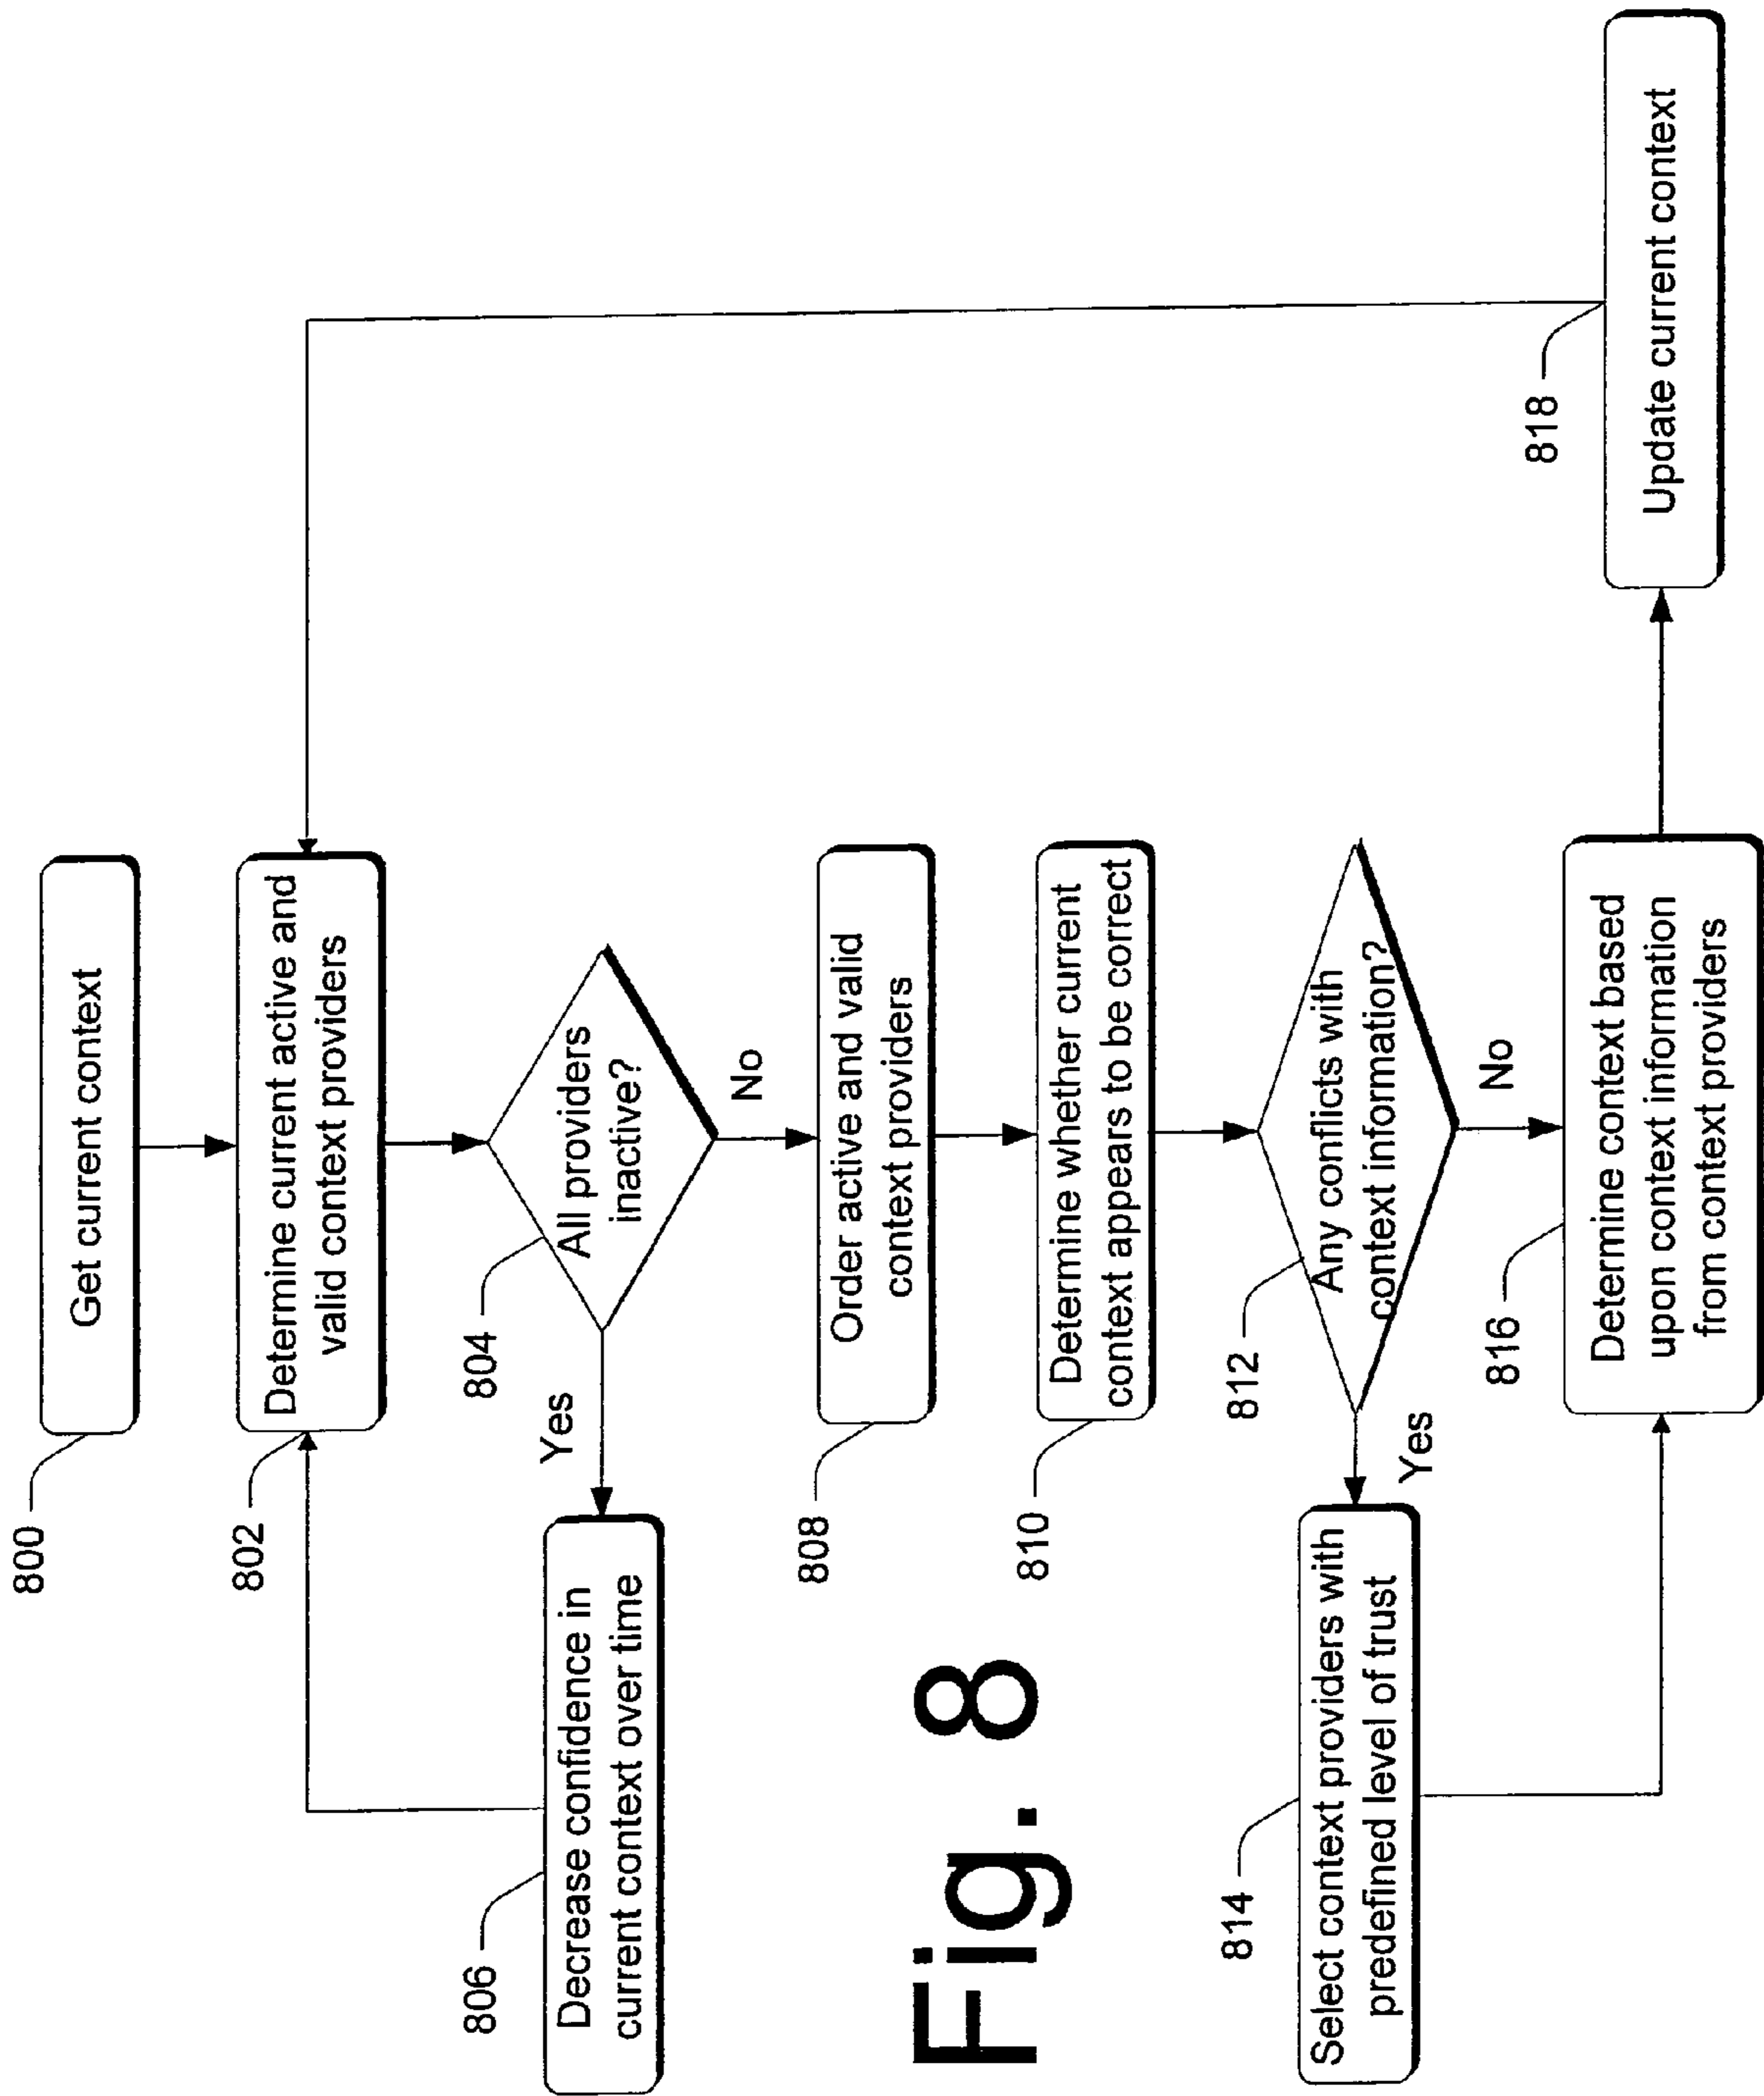 800
Get current context
802
Determine current active and
valid context providers
804
All providers
inactive?
Yes
No
806
Decrease confidence in
current context over time
808
Order active and valid
context providers
810
Determine whether current
context appears to be correct
812
Any conflicts with
context information?
Yes
No
814
Select context providers with
predefined level of trust
816
Determine context based
upon context information
from context providers
818
Update current context
Fig. 8